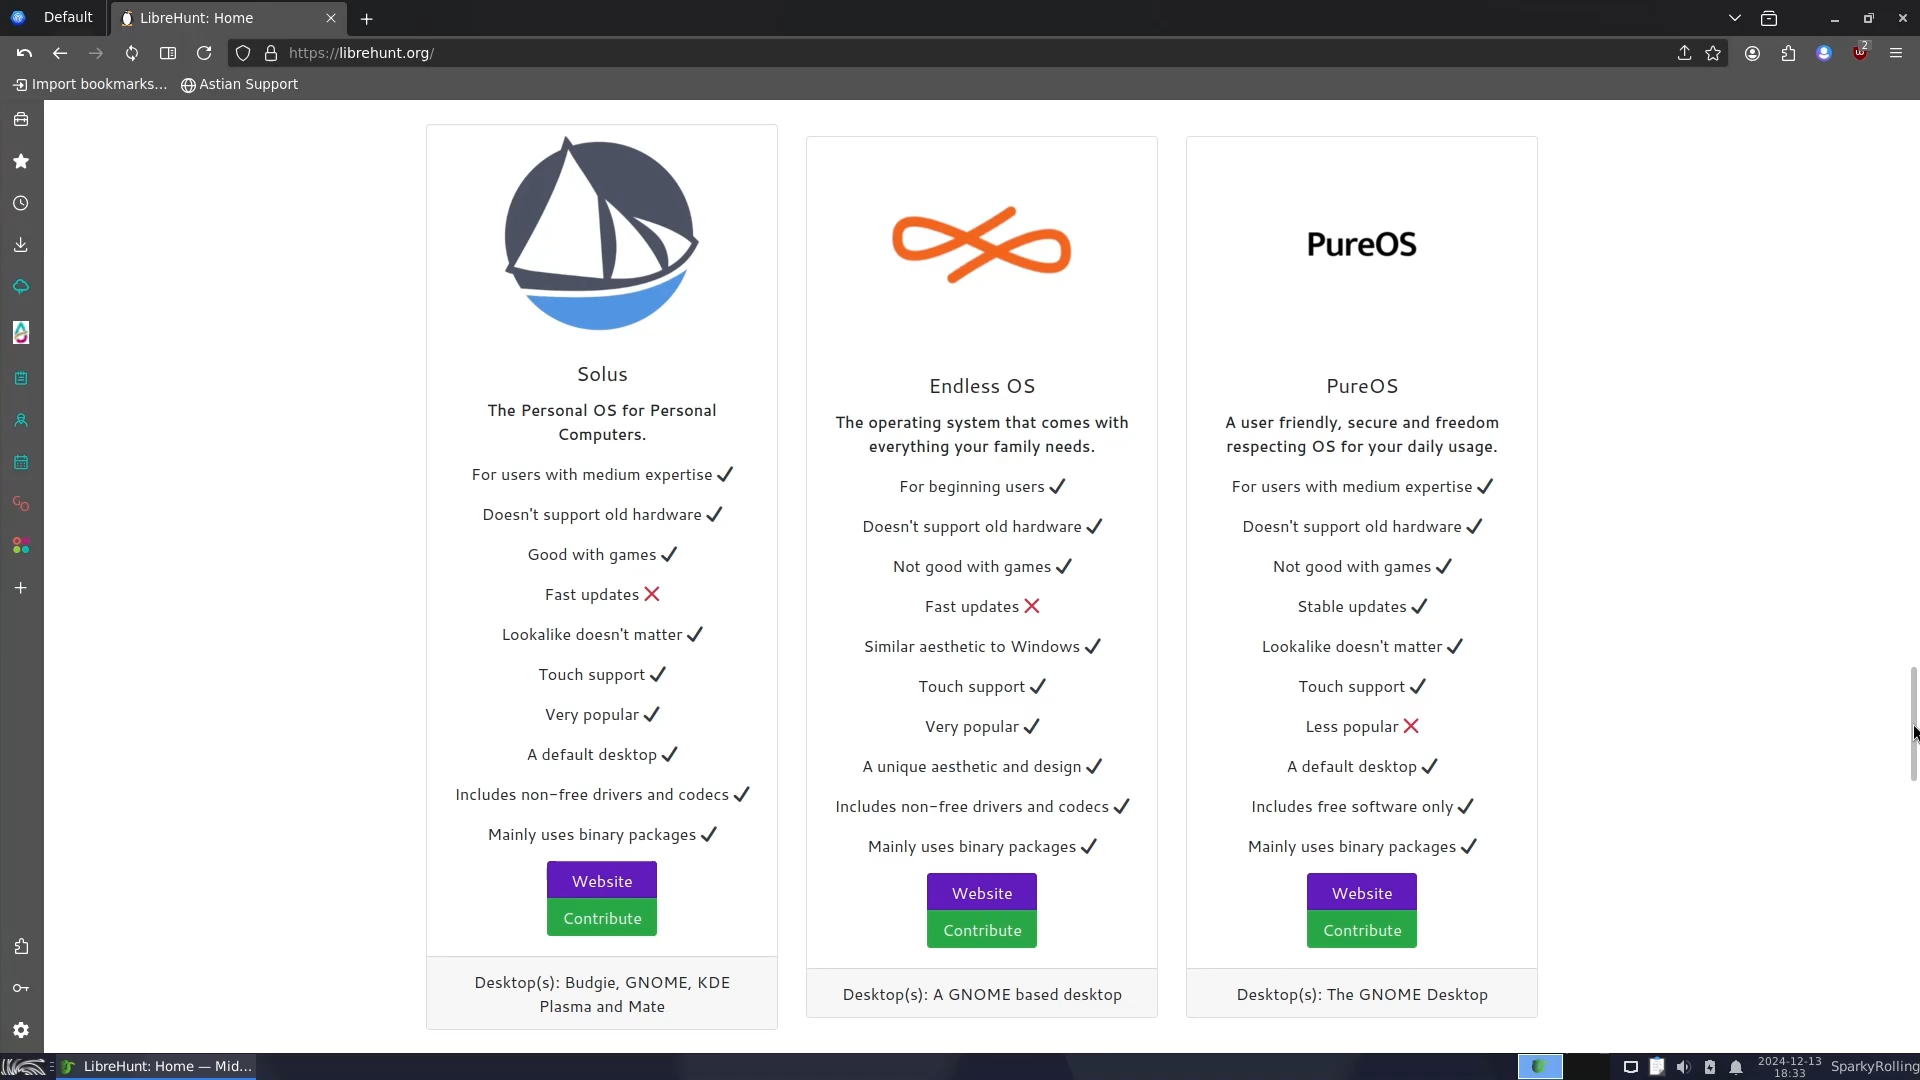 Default
LibreHunt: Home
https://librehunt.org/
2
Import bookmarks...
Astian Support
Solus
The Personal OS for Personal
Computers.
For users with medium expertise ✔
Doesn't support old hardware ✔
Good with games ✔
Fast updates ❌
Lookalike doesn't matter ✔
Touch support ✔
Very popular ✔
A default desktop ✔
Includes non-free drivers and codecs ✔
Mainly uses binary packages ✔
Website
Contribute
Desktop(s): Budgie, GNOME, KDE
Plasma and Mate
Endless OS
The operating system that comes with
everything your family needs.
For beginning users ✔
Doesn't support old hardware ✔
Not good with games ✔
Fast updates ❌
Similar aesthetic to Windows ✔
Touch support ✔
Very popular ✔
A unique aesthetic and design ✔
Includes non-free drivers and codecs ✔
Mainly uses binary packages ✔
Website
Contribute
Desktop(s): A GNOME based desktop
PureOS
PureOS
A user friendly, secure and freedom
respecting OS for your daily usage.
For users with medium expertise ✔
Doesn't support old hardware ✔
Not good with games ✔
Stable updates ✔
Lookalike doesn't matter ✔
Touch support ✔
Less popular ❌
A default desktop ✔
Includes free software only ✔
Mainly uses binary packages ✔
Website
Contribute
Desktop(s): The GNOME Desktop
LibreHunt: Home — Mid...
2024-12-13
18:33
SparkyRolling